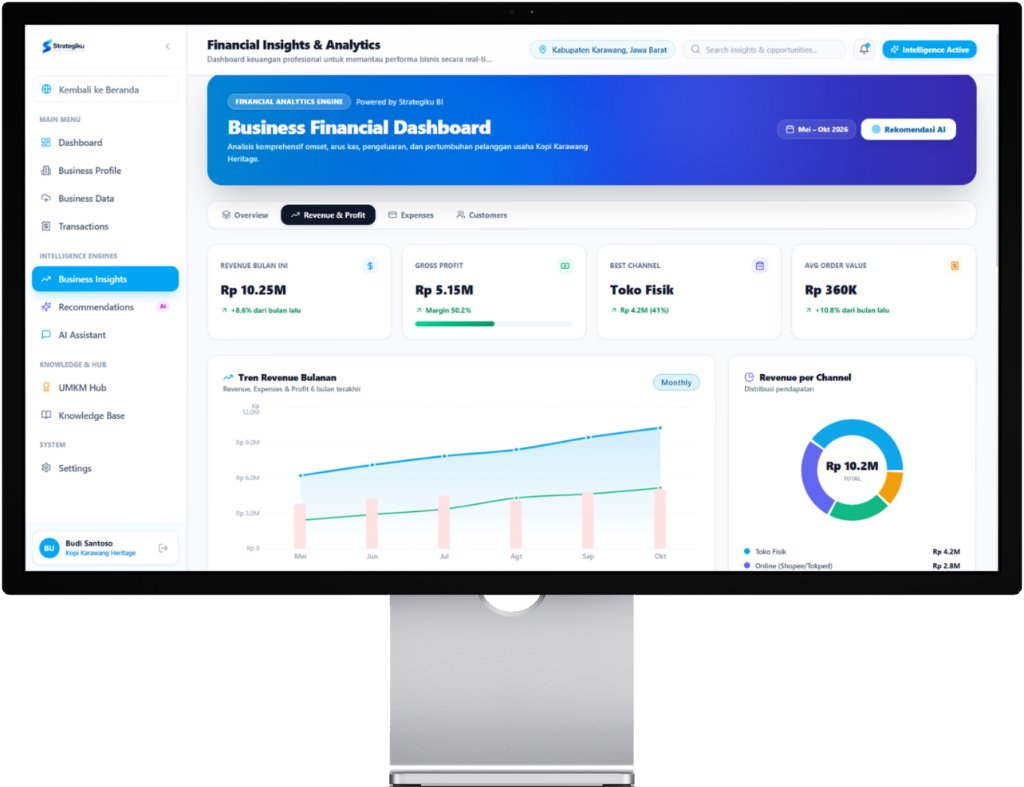 Strategiku
Kembali ke Beranda
MAIN MENU
Dashboard
Business Profile
Business Data
Transactions
INTELLIGENCE ENGINES
Business Insights
Recommendations
AI
AI Assistant
KNOWLEDGE & HUB
UMKM Hub
Knowledge Base
SYSTEM
Settings
BU
Budi Santoso
Kopi Karawang Heritage
Financial Insights & Analytics
Dashboard keuangan profesional untuk memantau performa bisnis secara real-ti...
Kabupaten Karawang, Jawa Barat
Search insights & opportunities...
Intelligence Active
FINANCIAL ANALYTICS ENGINE
Powered by Strategiku BI
Business Financial Dashboard
Analisis komprehensif omset, arus kas, pengeluaran, dan pertumbuhan pelanggan usaha Kopi Karawang
Heritage.
Mei – Okt 2026
Rekomendasi AI
Overview
Revenue & Profit
Expenses
Customers
REVENUE BULAN INI
Rp 10.25M
+8.6% dari bulan lalu
GROSS PROFIT
Rp 5.15M
Margin 50.2%
BEST CHANNEL
Toko Fisik
Rp 4.2M (41%)
AVG ORDER VALUE
Rp 360K
+10.8% dari bulan lalu
Tren Revenue Bulanan
Revenue, Expenses & Profit 6 bulan terakhir
Monthly
Rp
12.0M
Rp 9.0M
Rp 6.0M
Rp 3.0M
Rp 0
Mei
Jun
Jul
Agt
Sep
Okt
Revenue per Channel
Distribusi pendapatan
Rp 10.2M
TOTAL
Toko Fisik
Rp 4.2M
Online (Shopee/Tokped)
Rp 2.8M